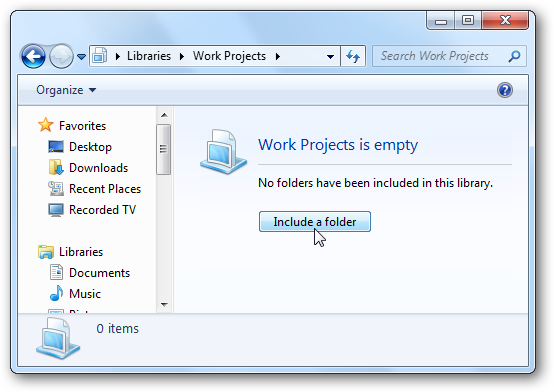 Libraries Work Projects
Search Work Projects
Organize
Favorites
Desktop
Downloads
Recent Places
Recorded TV
Libraries
Documents
Music
Work Projects is empty
No folders have been included in this library.
Include a folder
0 items